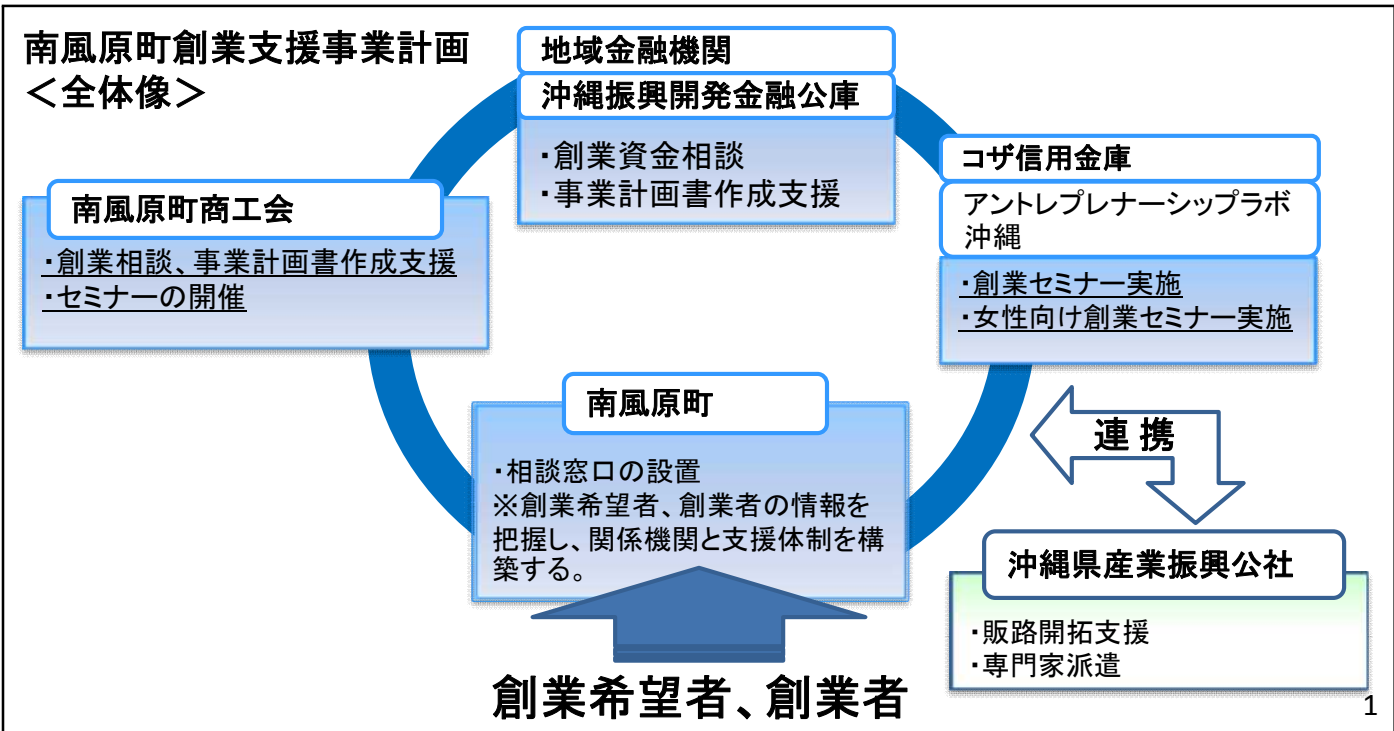 南風原町創業支援事業計画
＜全体像＞
地域金融機関
沖縄振興開発金融公庫
・創業資金相談
・事業計画書作成支援
コザ信用金庫
アントレプレナーシップラボ
沖縄
・創業セミナー実施
・女性向け創業セミナー実施
南風原町商工会
・創業相談、事業計画書作成支援
・セミナーの開催
南風原町
・相談窓口の設置
※創業希望者、創業者の情報を
把握し、関係機関と支援体制を構
築する。
連携
沖縄県産業振興公社
・販路開拓支援
・専門家派遣
創業希望者、創業者
1